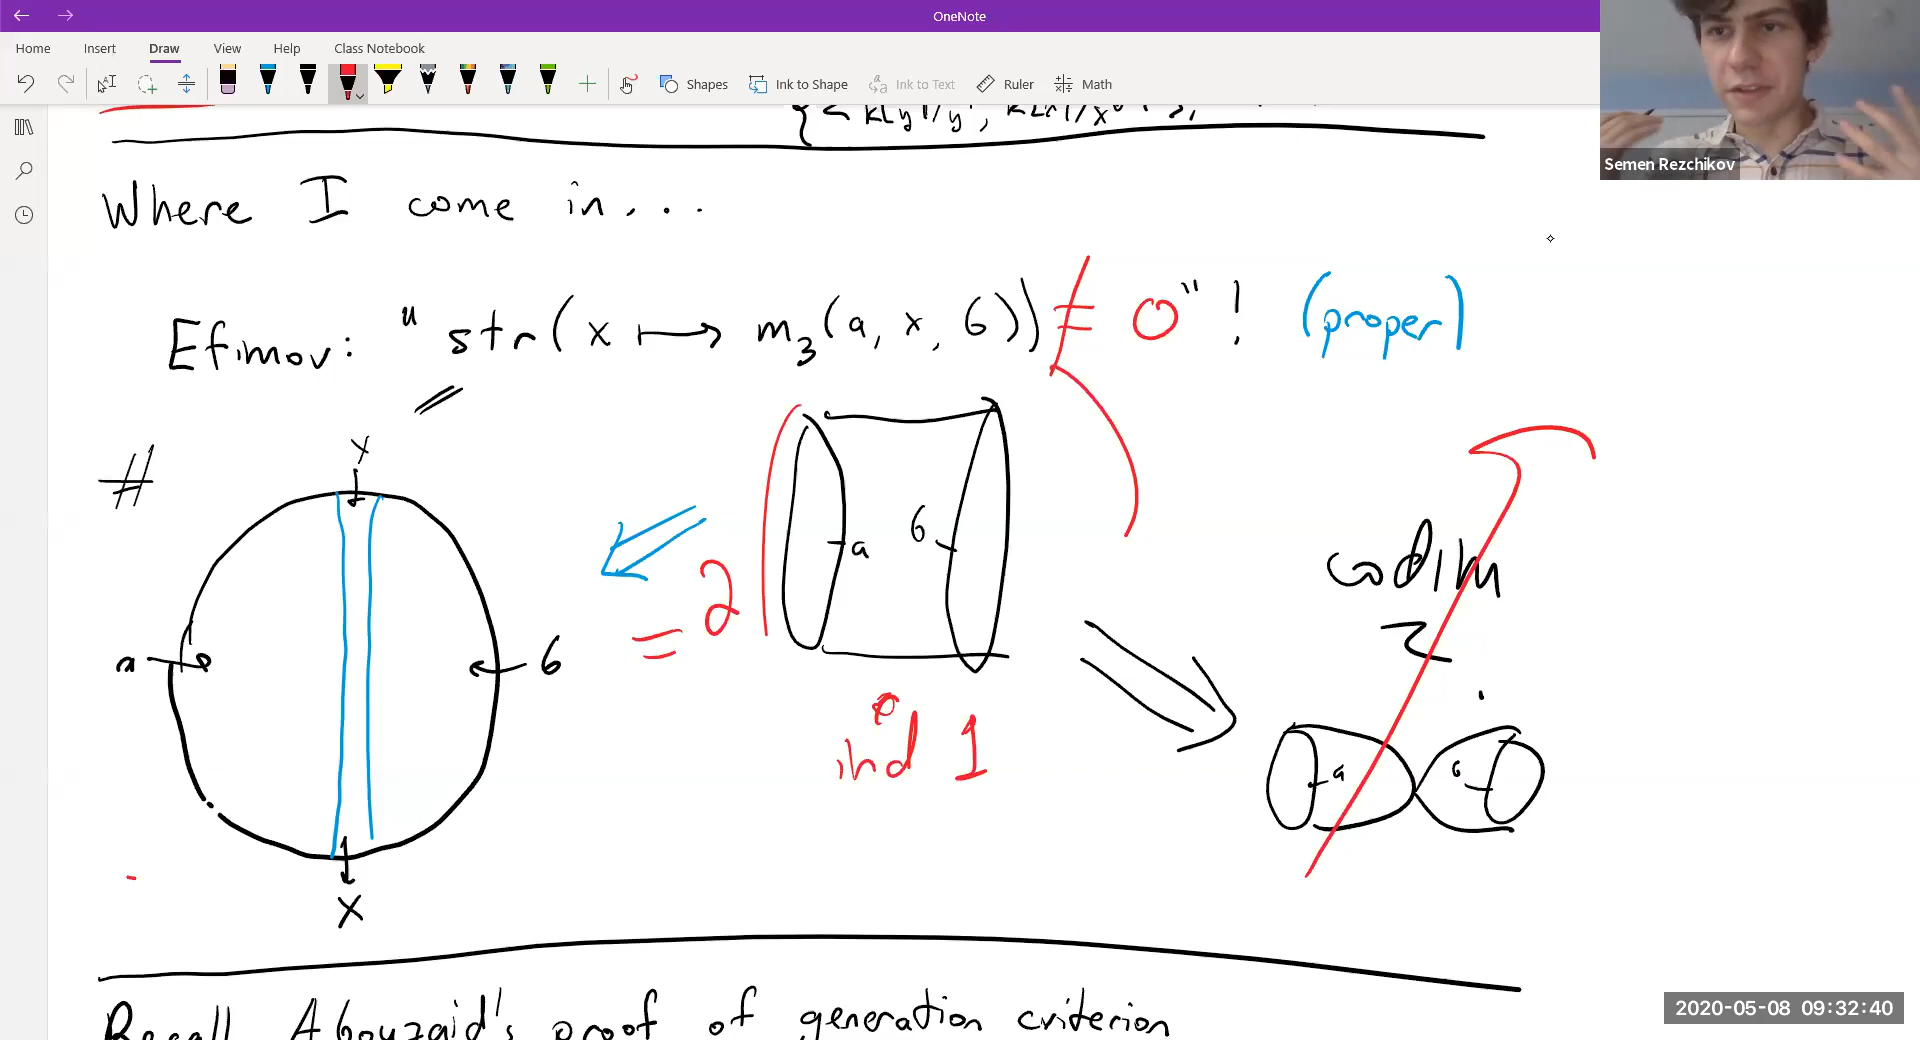 OneNote
Home Insert Draw View Help Class Notebook
Shapes Ink to Shape Ink to Text Ruler Math
Semen Rezchikov
Where I come in...
Efimov: "str(x ↦ m₃(a, x, b)) ≠ 0"! (proper)
#
x
a
b
x
= 2
a
b
ind 1
codim
2
a
b
Recall Abouzaid's proof of generation criterion
2020-05-08 09:32:40